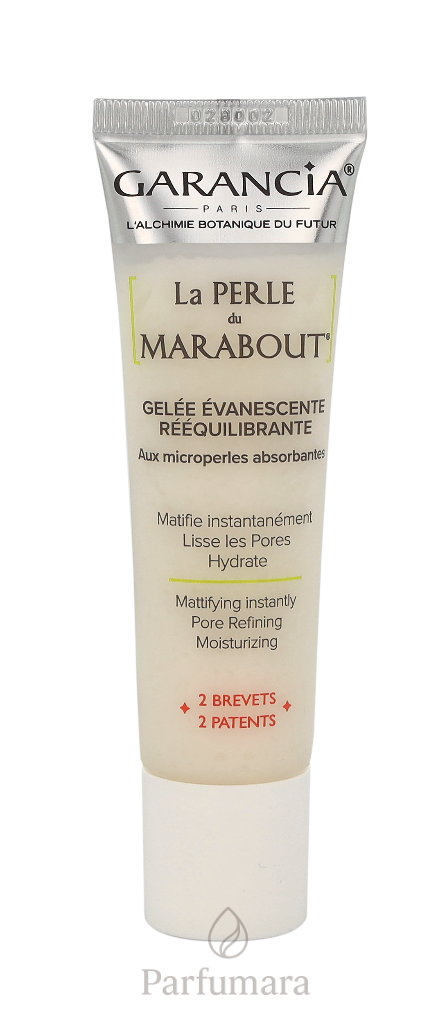 GARANCiA®
PARIS
L'ALCHIMIE BOTANIQUE DU FUTUR
La PERLE
du
MARABOUT®
GELÉE ÉVANESCENTE
RÉÉQUILIBRANTE
Aux microperles absorbantes
Matifie instantanément
Lisse les Pores
Hydrate
Mattifying instantly
Pore Refining
Moisturizing
2 BREVETS
2 PATENTS
Parfumara